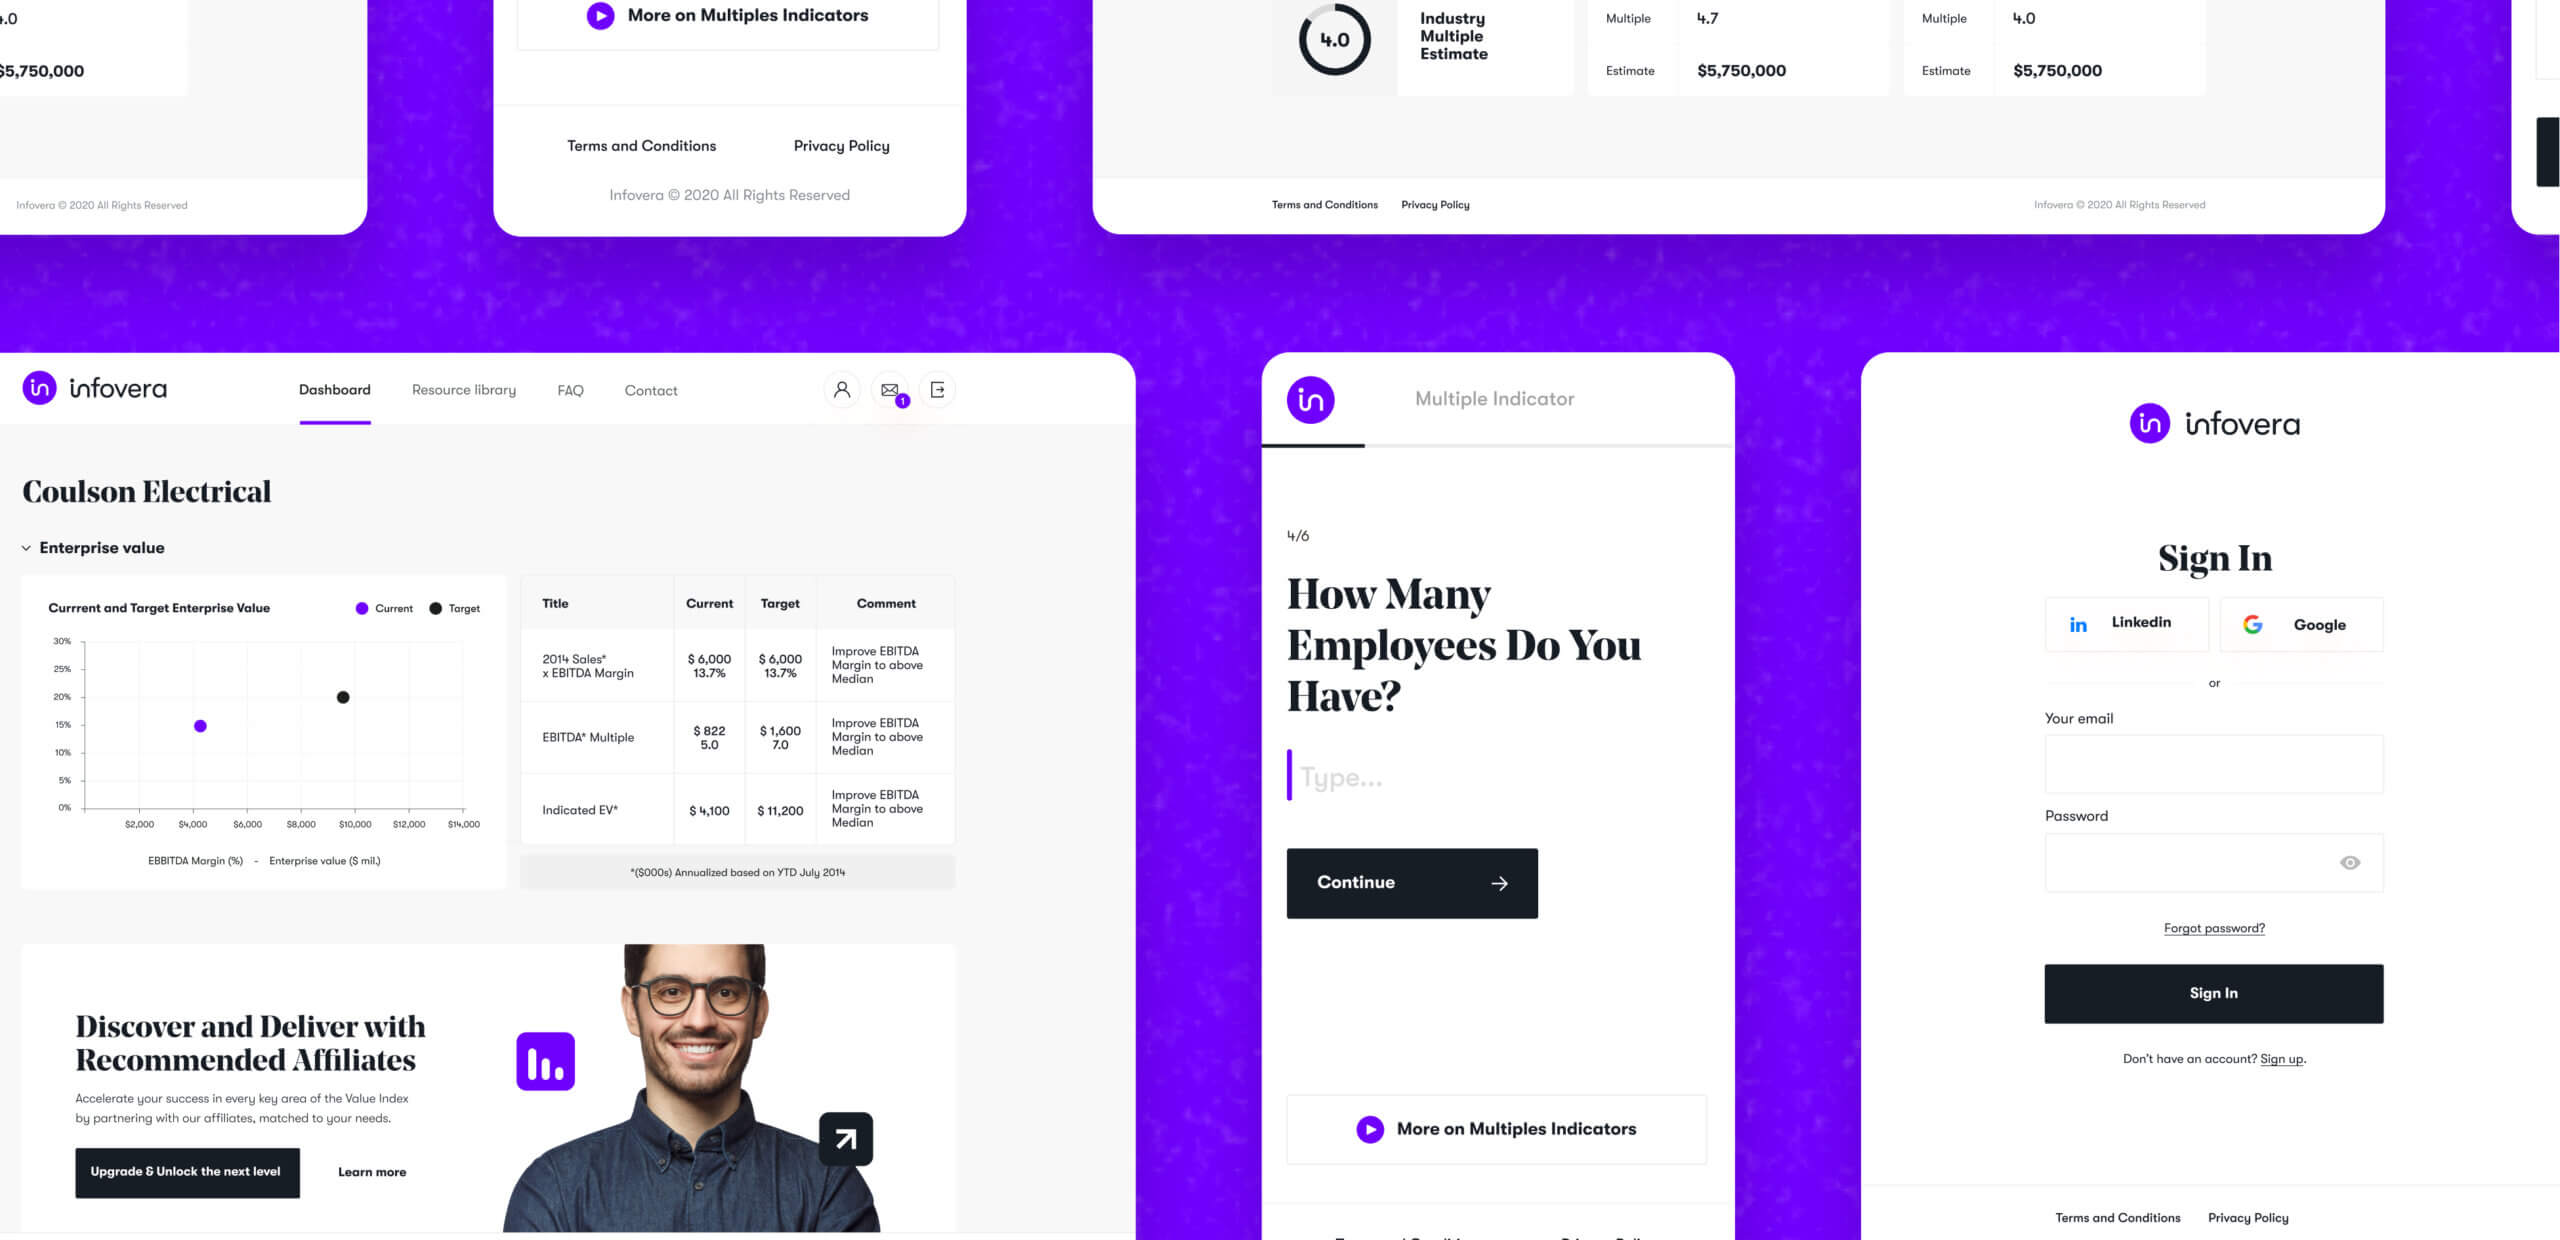 4.0
$5,750,000
Infovera © 2020 All Rights Reserved
More on Multiples Indicators
Terms and Conditions
Privacy Policy
Infovera © 2020 All Rights Reserved
4.0
Industry
Multiple
Estimate
Multiple
4.7
Estimate
$5,750,000
Multiple
4.0
Estimate
$5,750,000
Terms and Conditions
Privacy Policy
Infovera © 2020 All Rights Reserved
in infovera
Dashboard
Resource library
FAQ
Contact
1
Coulson Electrical
Enterprise value
Currrent and Target Enterprise Value
Current
Target
30%
25%
20%
15%
10%
5%
0%
$2,000
$4,000
$6,000
$8,000
$10,000
$12,000
$14,000
EBBITDA Margin (%) - Enterprise value ($ mil.)
Title
Current
Target
Comment
2014 Sales*
x EBITDA Margin
$ 6,000
13.7%
$ 6,000
13.7%
Improve EBITDA
Margin to above
Median
EBITDA* Multiple
$ 822
5.0
$ 1,600
7.0
Improve EBITDA
Margin to above
Median
Indicated EV*
$ 4,100
$ 11,200
Improve EBITDA
Margin to above
Median
*($000s) Annualized based on YTD July 2014
Discover and Deliver with
Recommended Affiliates
Accelerate your success in every key area of the Value Index
by partnering with our affiliates, matched to your needs.
Upgrade & Unlock the next level
Learn more
in
Multiple Indicator
4/6
How Many
Employees Do You
Have?
Type...
Continue
More on Multiples Indicators
in infovera
Sign In
in Linkedin
G Google
or
Your email
Password
Forgot password?
Sign In
Don't have an account? Sign up.
Terms and Conditions
Privacy Policy